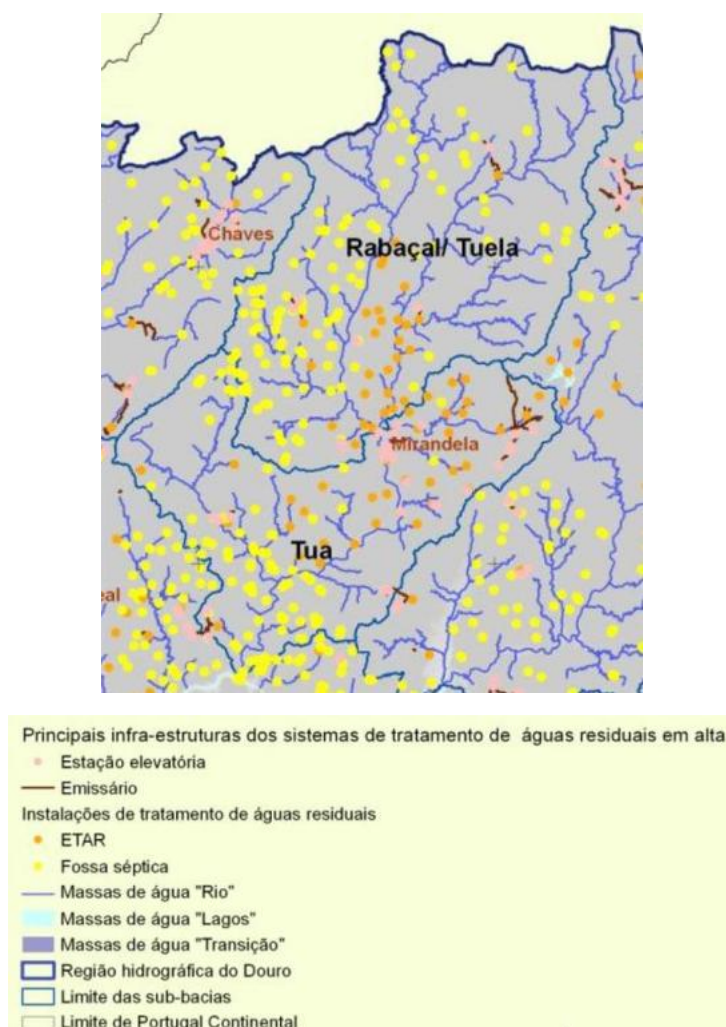 Chaves
Rabaçal/ Tuela
Mirandela
Tua
eal
Principais infra-estruturas dos sistemas de tratamento de águas residuais em alta
Estação elevatória
Emissário
Instalações de tratamento de águas residuais
ETAR
Fossa séptica
Massas de água "Rio"
Massas de água "Lagos"
Massas de água "Transição"
Região hidrográfica do Douro
Limite das sub-bacias
Limite de Portugal Continental